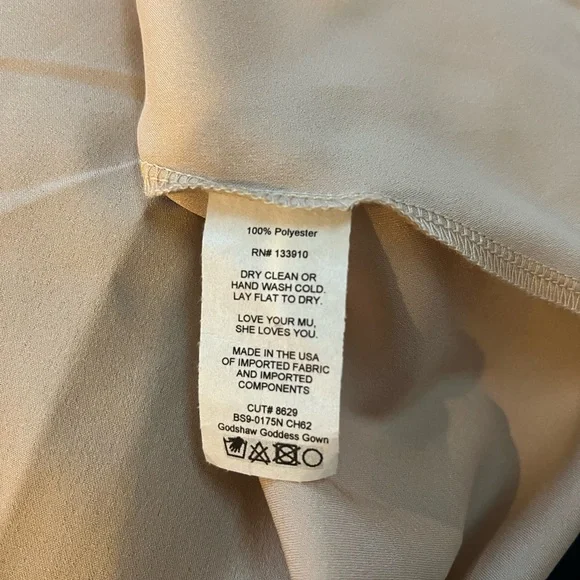 100% Polyester
RN# 133910
DRY CLEAN OR
HAND WASH COLD.
LAY FLAT TO DRY.
LOVE YOUR MU,
SHE LOVES YOU.
MADE IN THE USA
OF IMPORTED FABRIC
AND IMPORTED
COMPONENTS
CUT# 8629
BS9-0175N CH62
Godshaw Goddess Gown